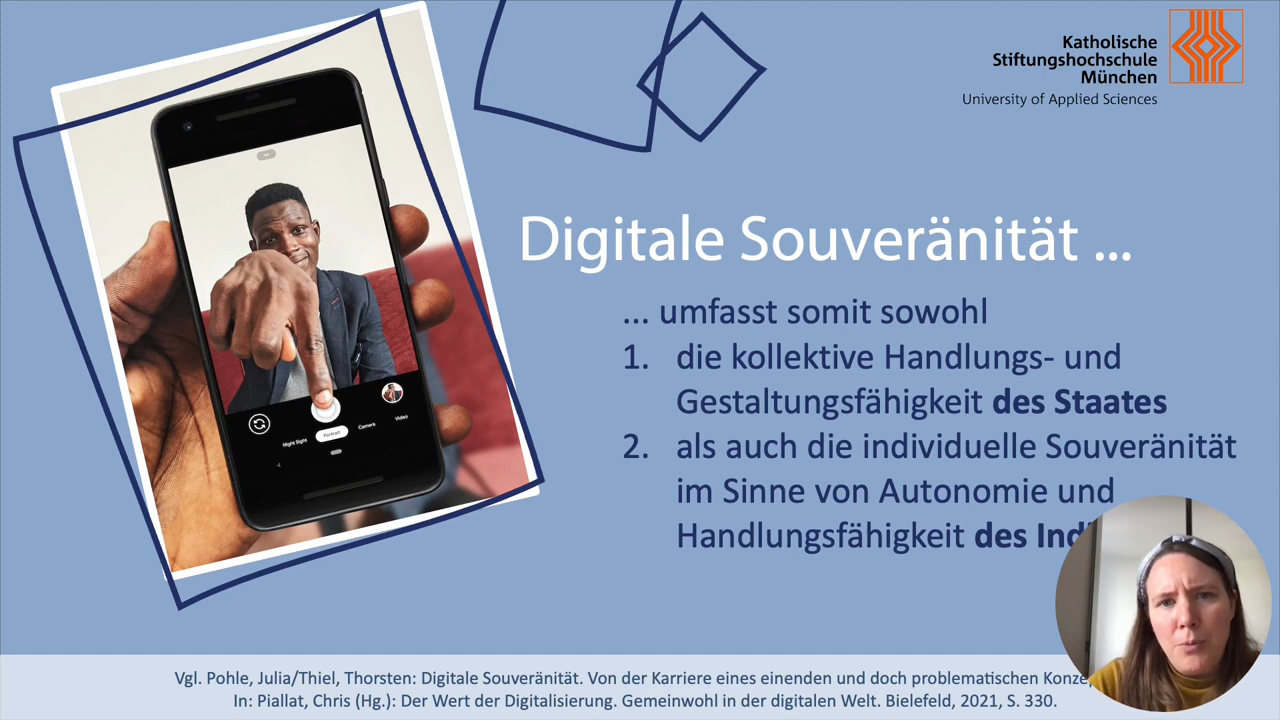 Katholische
Stiftungshochschule
München
University of Applied Sciences
Digitale Souveränität ...
... umfasst somit sowohl
1. die kollektive Handlungs- und
Gestaltungsfähigkeit des Staates
2. als auch die individuelle Souveränität
im Sinne von Autonomie und
Handlungsfähigkeit des
Night Sight Portrait Camera Video
Vgl. Pohle, Julia/Thiel, Thorsten: Digitale Souveränität. Von der Karriere eines einenden und doch problematischen
In: Piallat, Chris (Hg.): Der Wert der Digitalisierung. Gemeinwohl in der digitalen Welt. Bielefeld, 2021, S. 330.